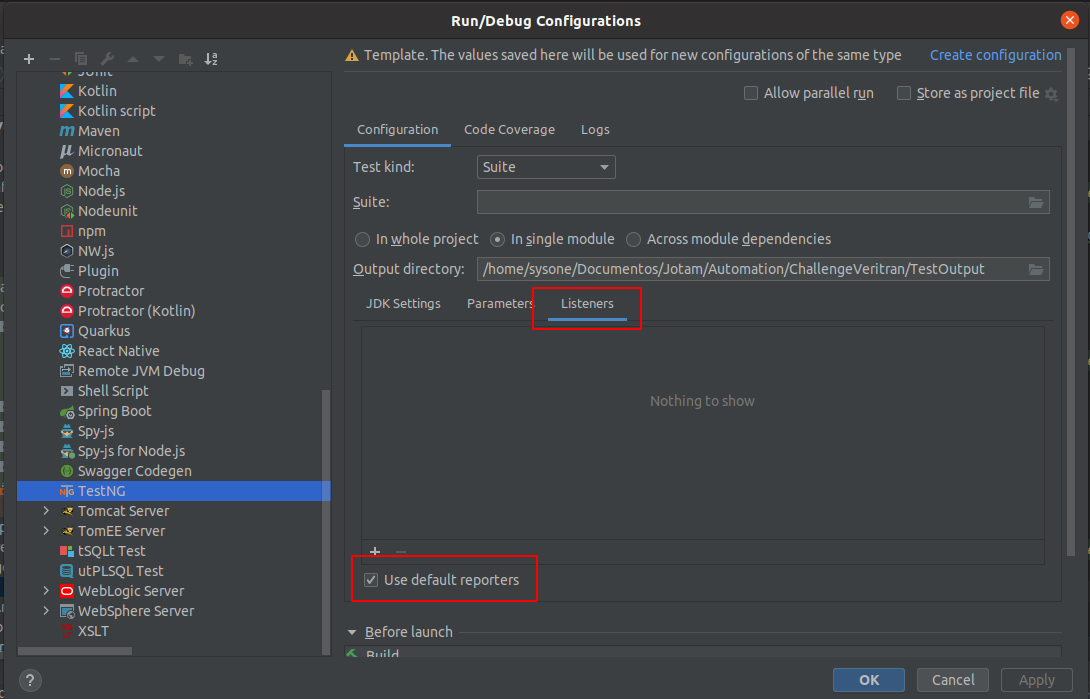 Run/Debug Configurations
Template. The values saved here will be used for new configurations of the same type
Create configuration
Allow parallel run
Store as project file
JUnit
Kotlin
Kotlin script
Maven
Micronaut
Mocha
Node.js
Nodeunit
npm
NW.js
Plugin
Protractor
Protractor (Kotlin)
Quarkus
React Native
Remote JVM Debug
Shell Script
Spring Boot
Spy-js
Spy-js for Node.js
Swagger Codegen
TestNG
Tomcat Server
TomEE Server
tSQLt Test
utPLSQL Test
WebLogic Server
WebSphere Server
XSLT
Configuration Code Coverage Logs
Test kind: Suite
Suite:
In whole project In single module Across module dependencies
Output directory: /home/sysone/Documentos/Jotam/Automation/ChallengeVeritran/TestOutput
JDK Settings Parameters Listeners
Nothing to show
Use default reporters
Before launch
Build
? OK Cancel Apply